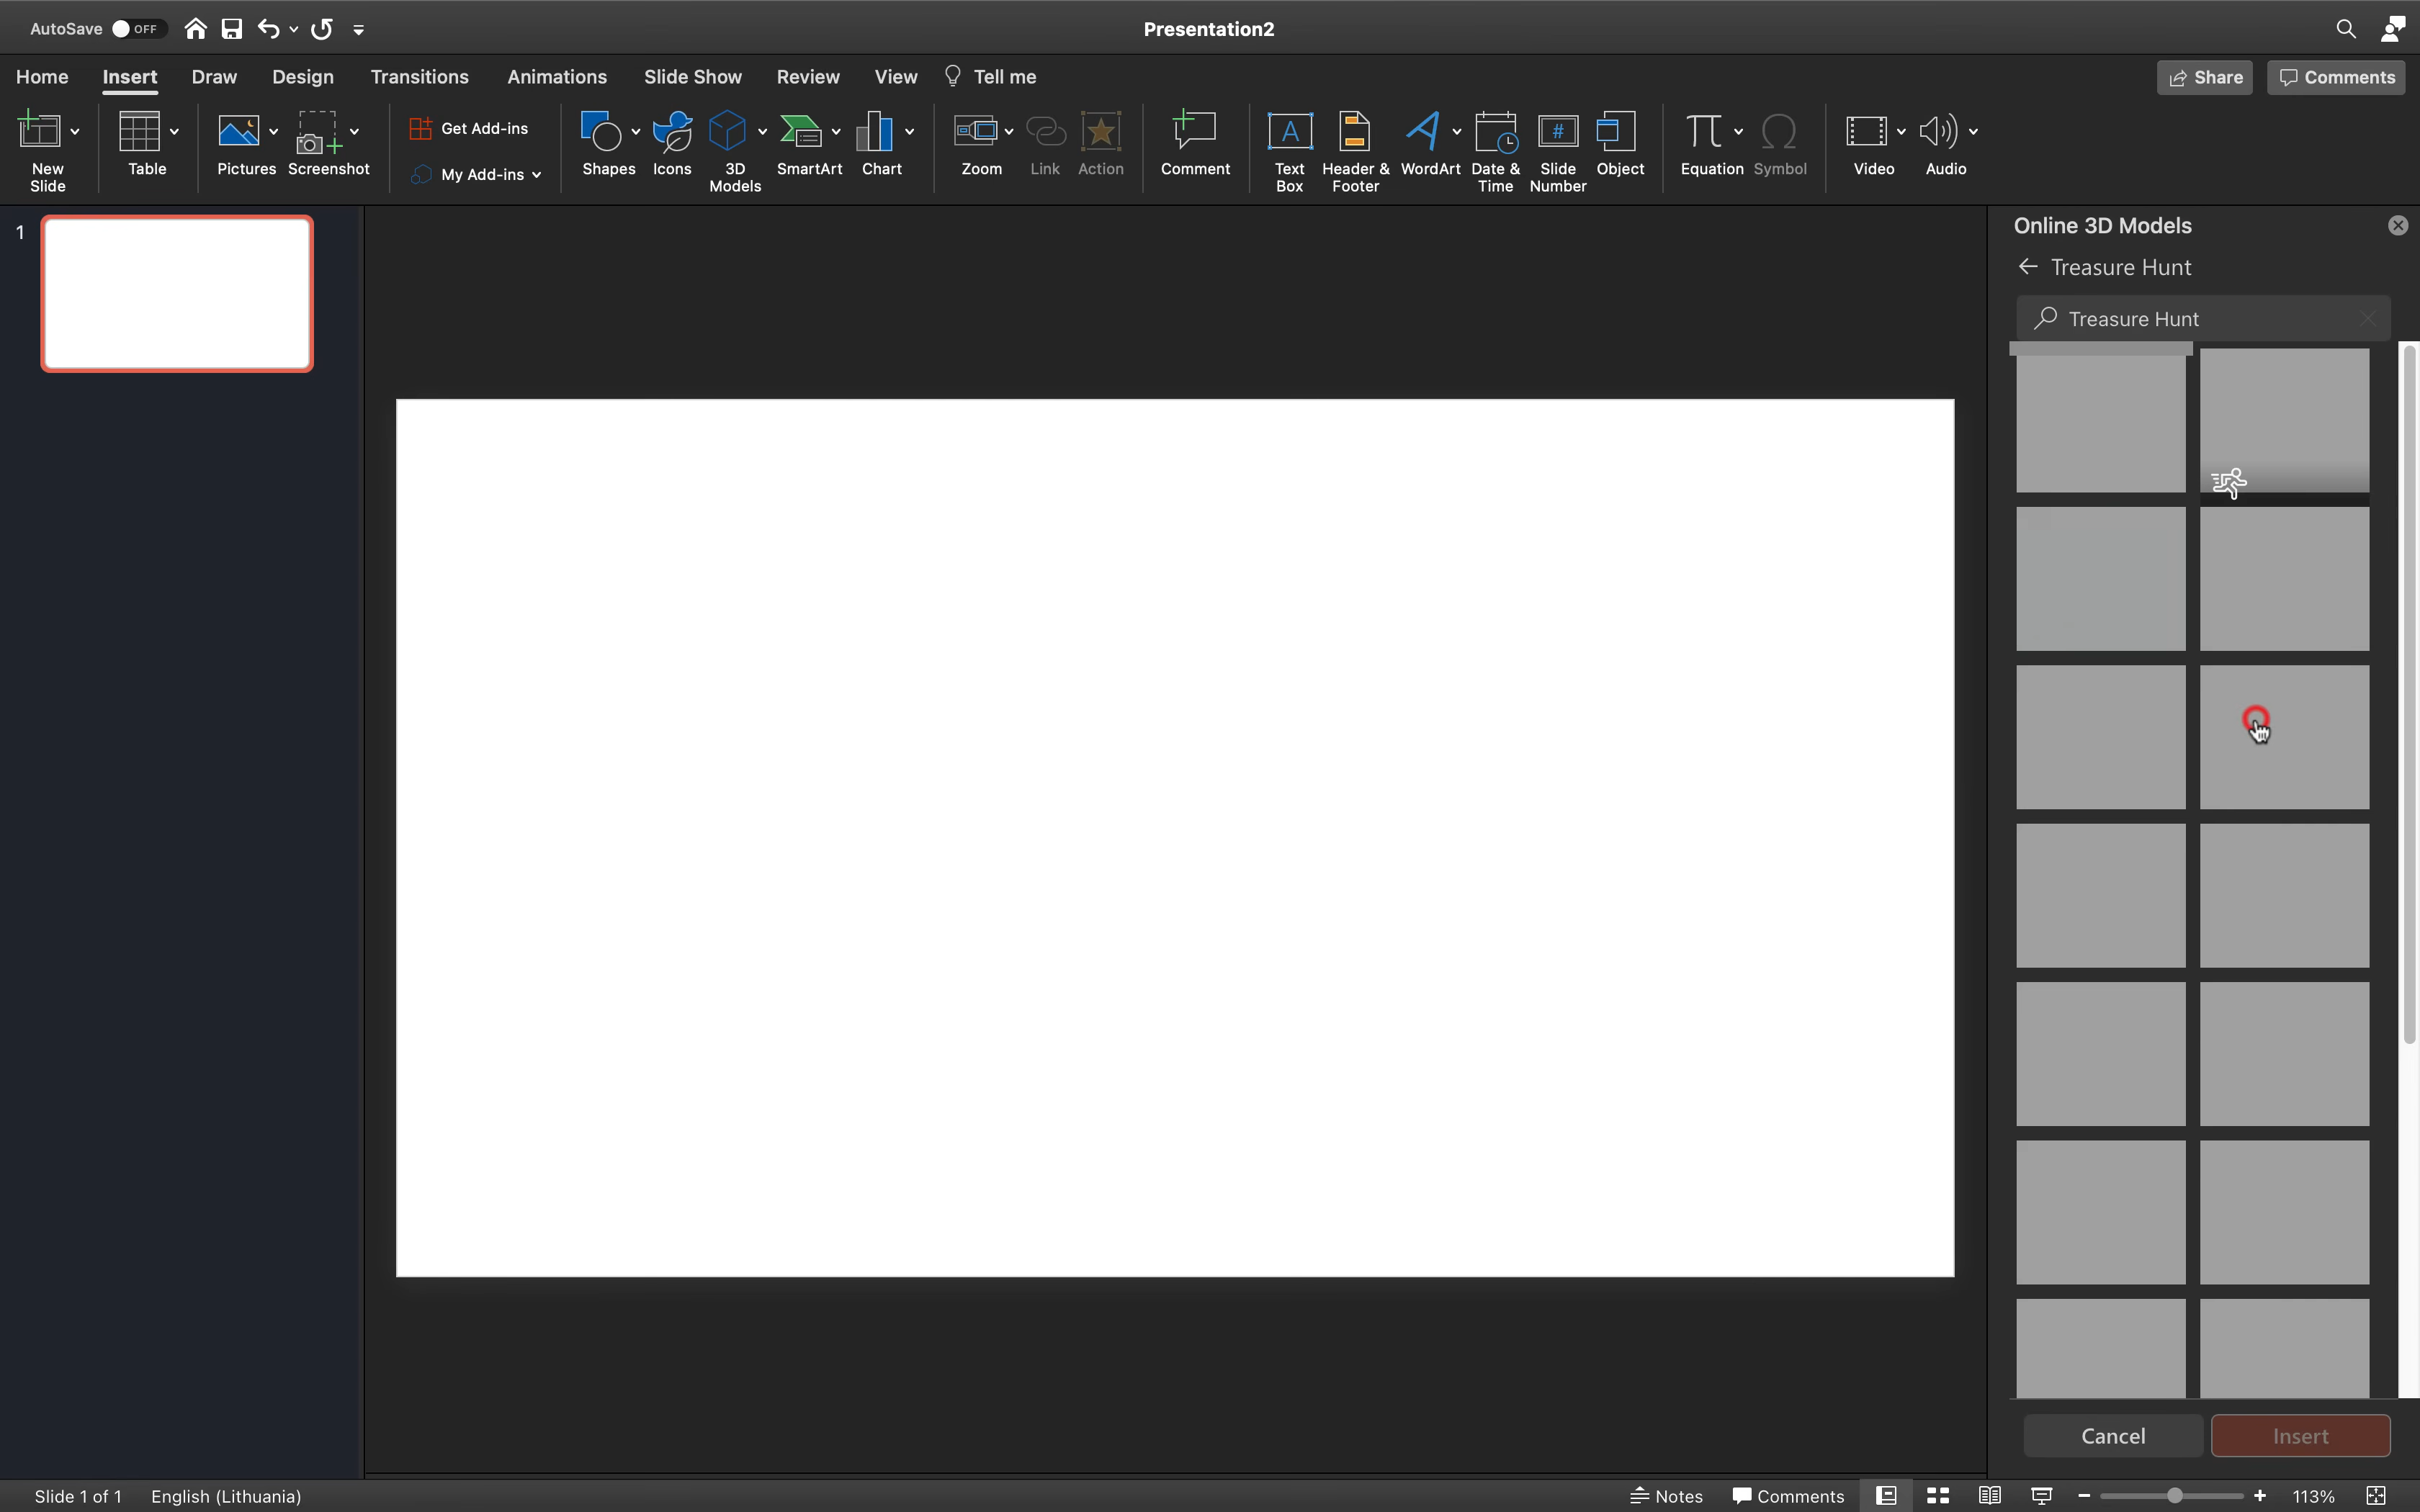 AutoSave OFF
Presentation2
Home Insert Draw Design Transitions Animations Slide Show Review View Tell me
Share Comments
New Slide
Table
Pictures
Screenshot
Get Add-ins
My Add-ins
Shapes
Icons
3D Models
SmartArt
Chart
Zoom
Link
Action
Comment
Text Box
Header & Footer
WordArt
Date & Time
Slide Number
Object
Equation
Symbol
Video
Audio
1
Online 3D Models
Treasure Hunt
Treasure Hunt
Cancel Insert
Slide 1 of 1 English (Lithuania)
Notes Comments 113%